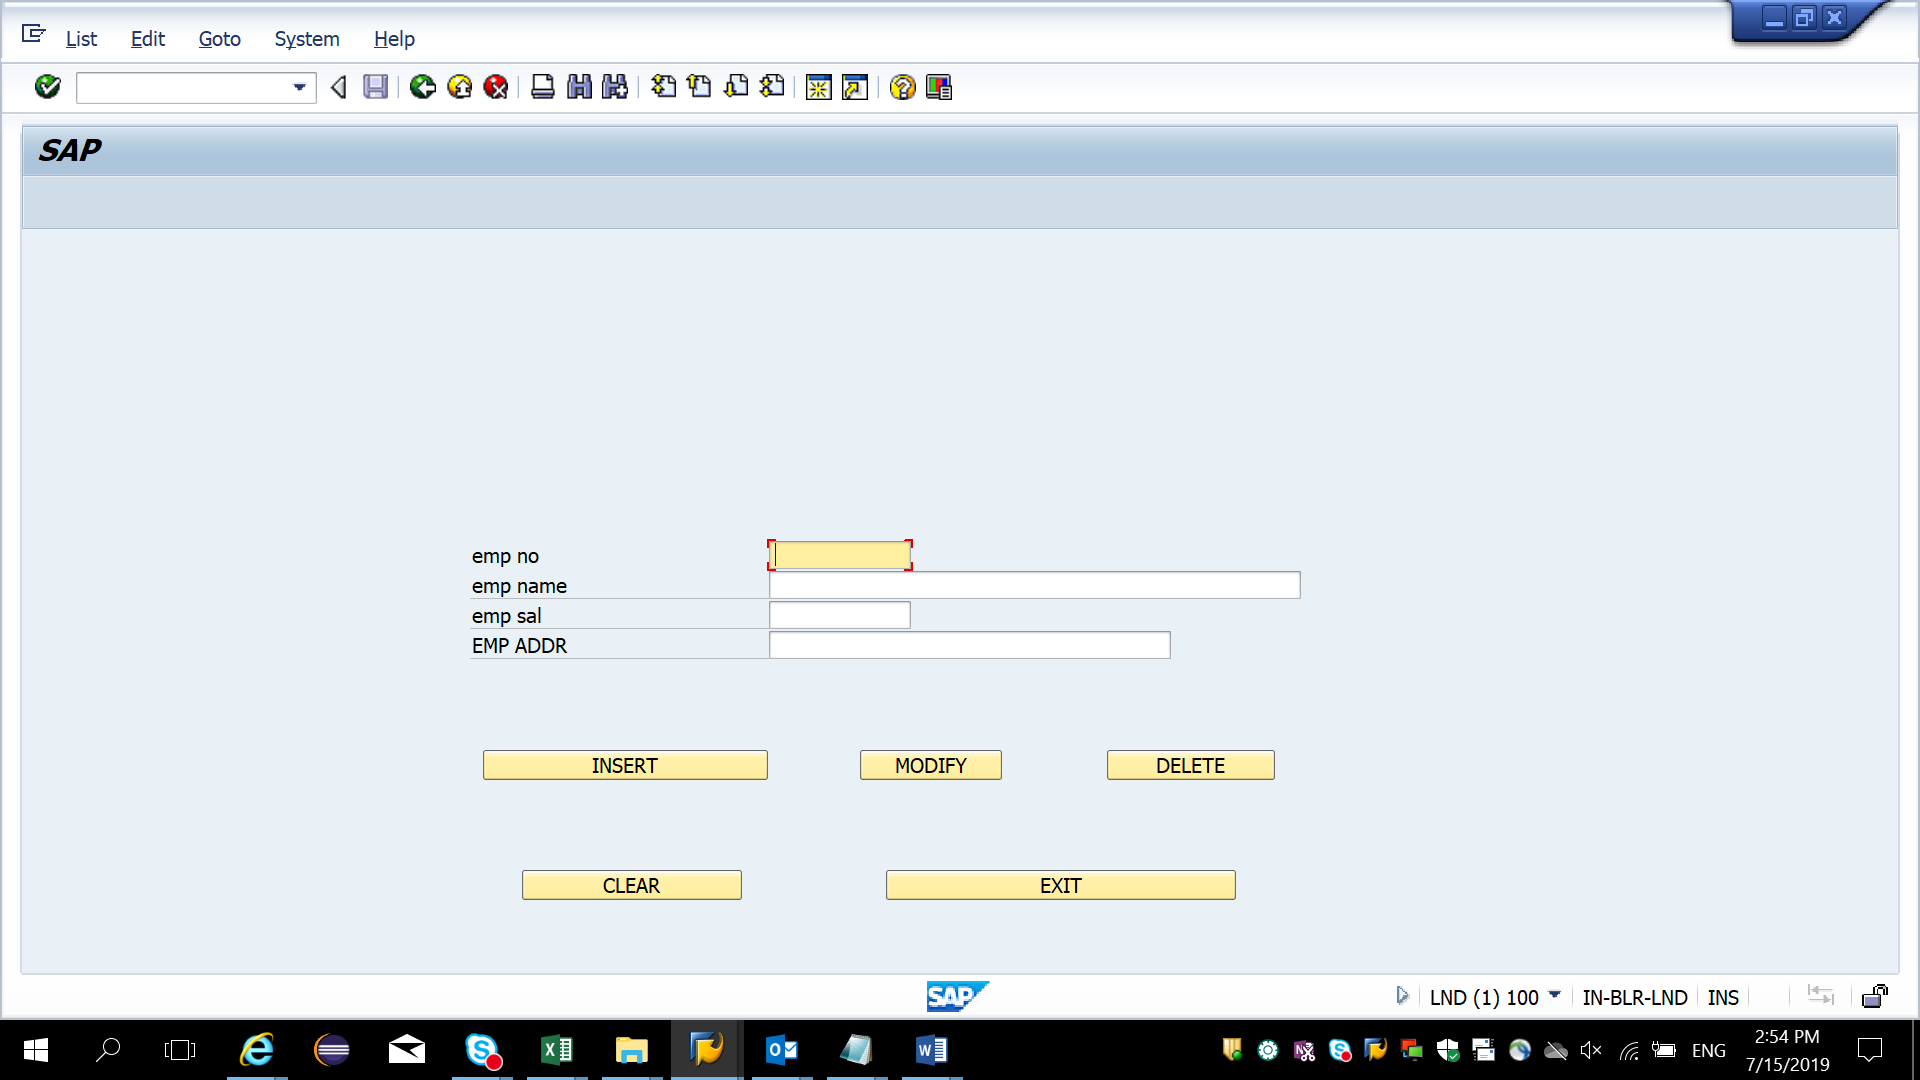 List Edit Goto System Help
SAP
emp no
emp name
emp sal
EMP ADDR
INSERT MODIFY DELETE
CLEAR EXIT
SAP LND (1) 100 IN-BLR-LND INS
ENG 2:54 PM
7/15/2019